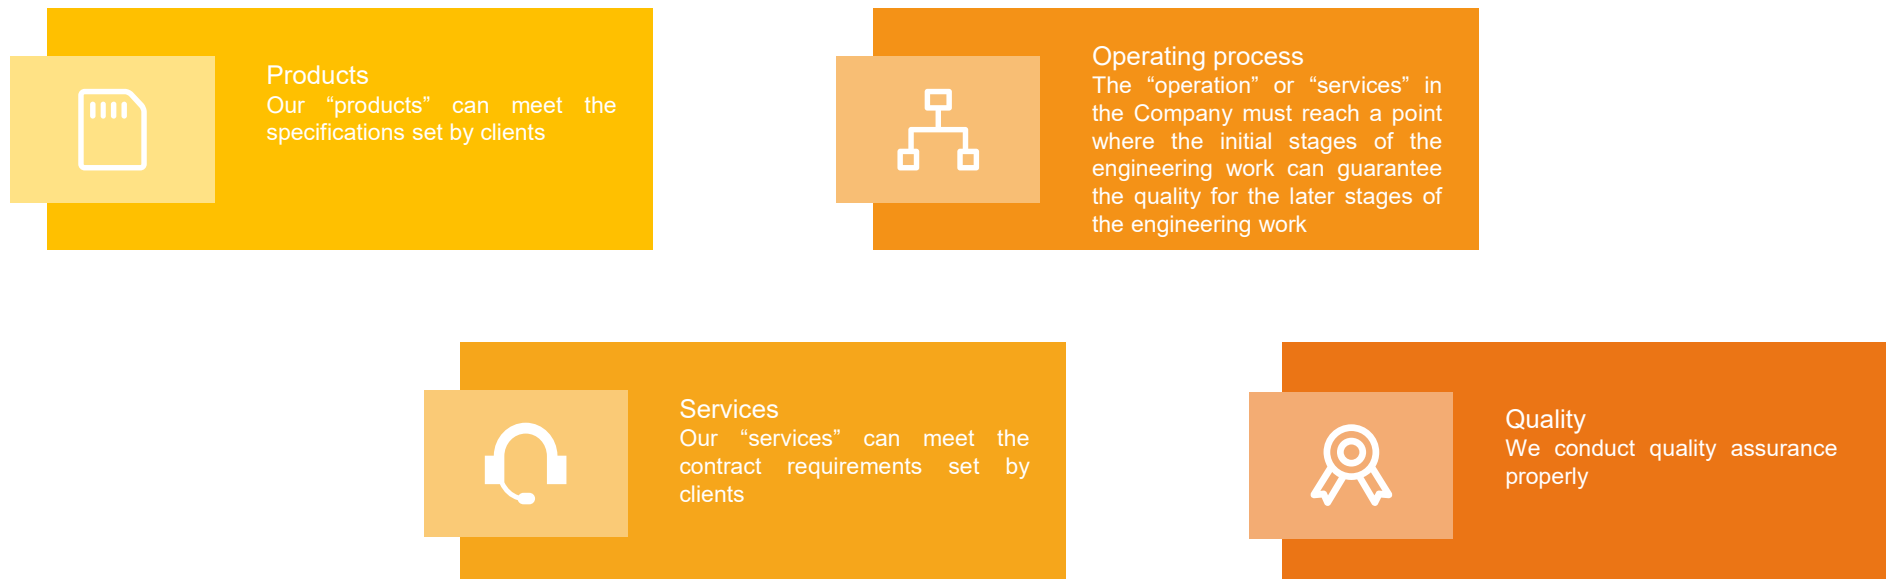 Products
Our “products” can meet the
specifications set by clients
Operating process
The “operation” or “services” in
the Company must reach a point
where the initial stages of the
engineering work can guarantee
the quality for the later stages of
the engineering work
Services
Our “services” can meet the
contract requirements set by
clients
Quality
We conduct quality assurance
properly